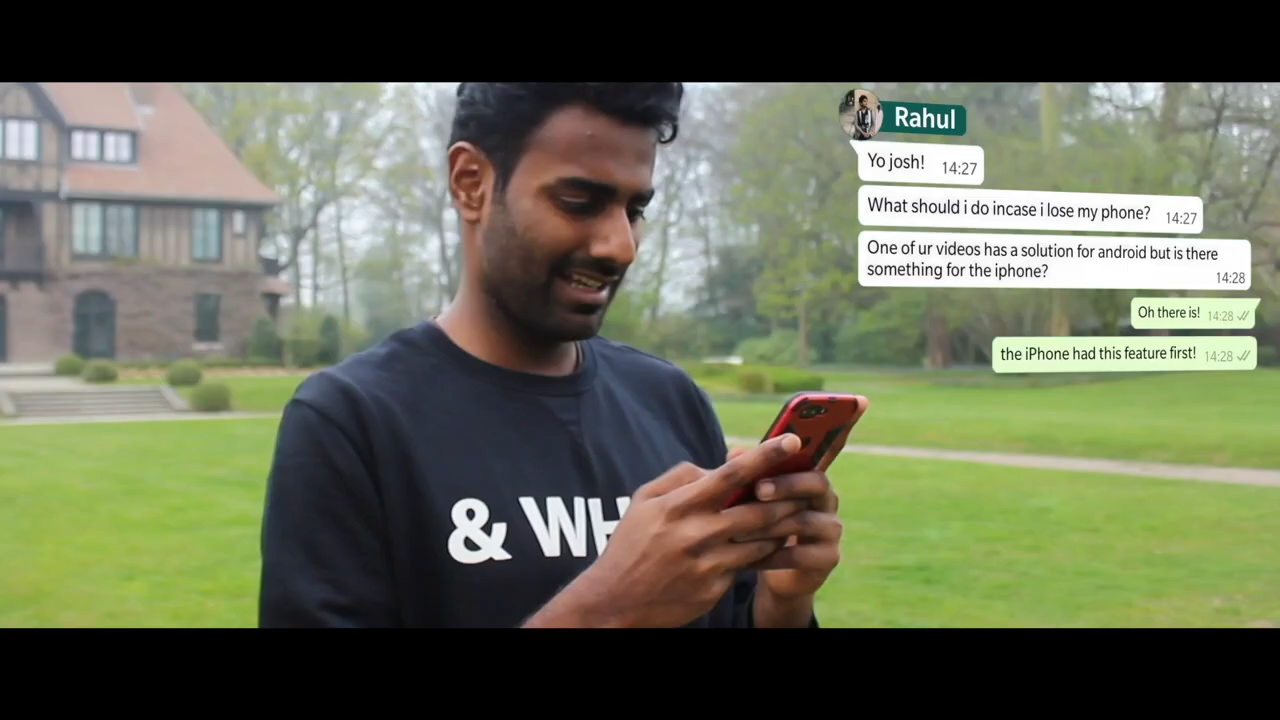 Rahul
Yo josh! 14:27
What should i do incase i lose my phone? 14:27
One of ur videos has a solution for android but is there
something for the iphone? 14:28
Oh there is! 14:28
the iPhone had this feature first! 14:28
& WH